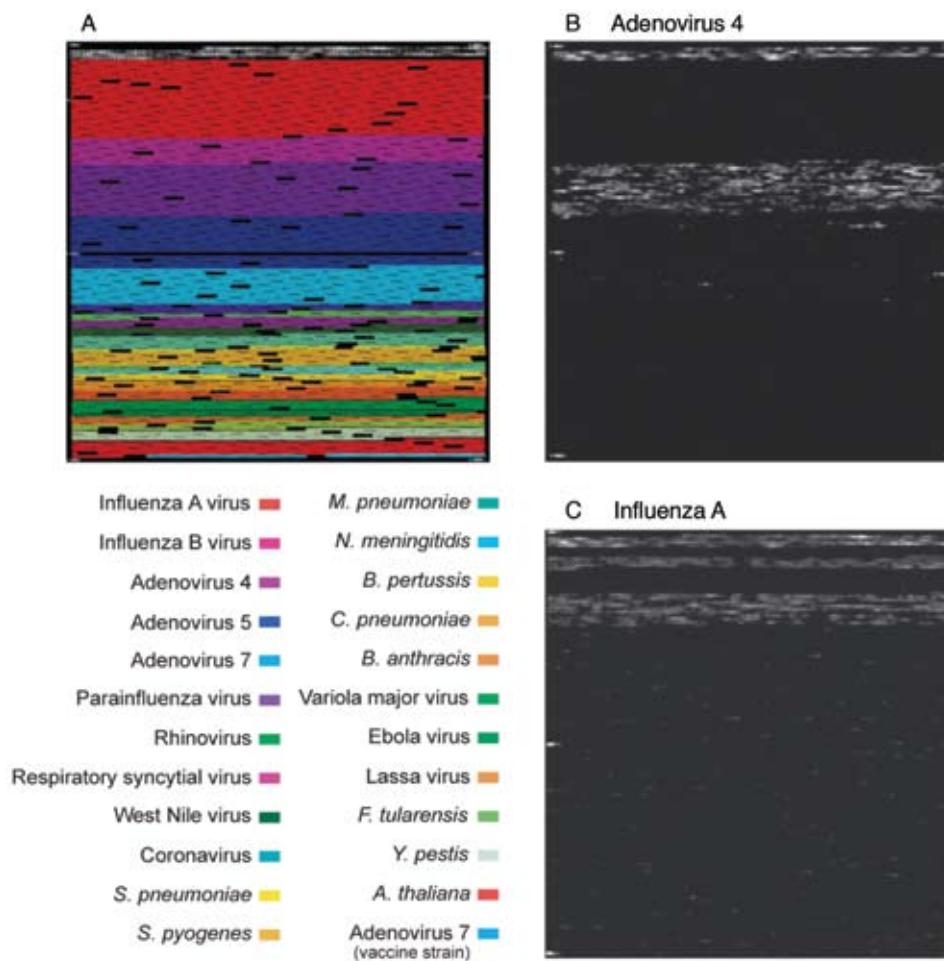 A
B Adenovirus 4
Influenza A virus
Influenza B virus
Adenovirus 4
Adenovirus 5
Adenovirus 7
Parainfluenza virus
Rhinovirus
Respiratory syncytial virus
West Nile virus
Coronavirus
S. pneumoniae
S. pyogenes
M. pneumoniae
N. meningitidis
B. pertussis
C. pneumoniae
B. anthracis
Variola major virus
Ebola virus
Lassa virus
F. tularensis
Y. pestis
A. thaliana
Adenovirus 7
(vaccine strain)
C Influenza A